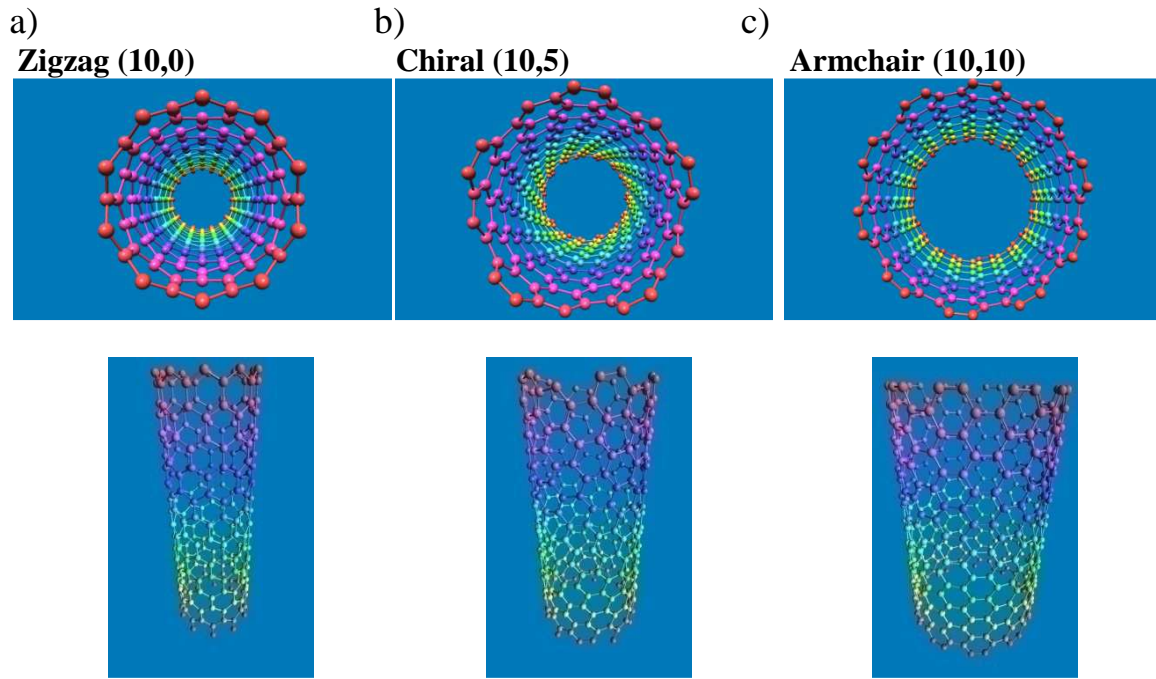 a)
Zigzag (10,0)
b)
Chiral (10,5)
c)
Armchair (10,10)